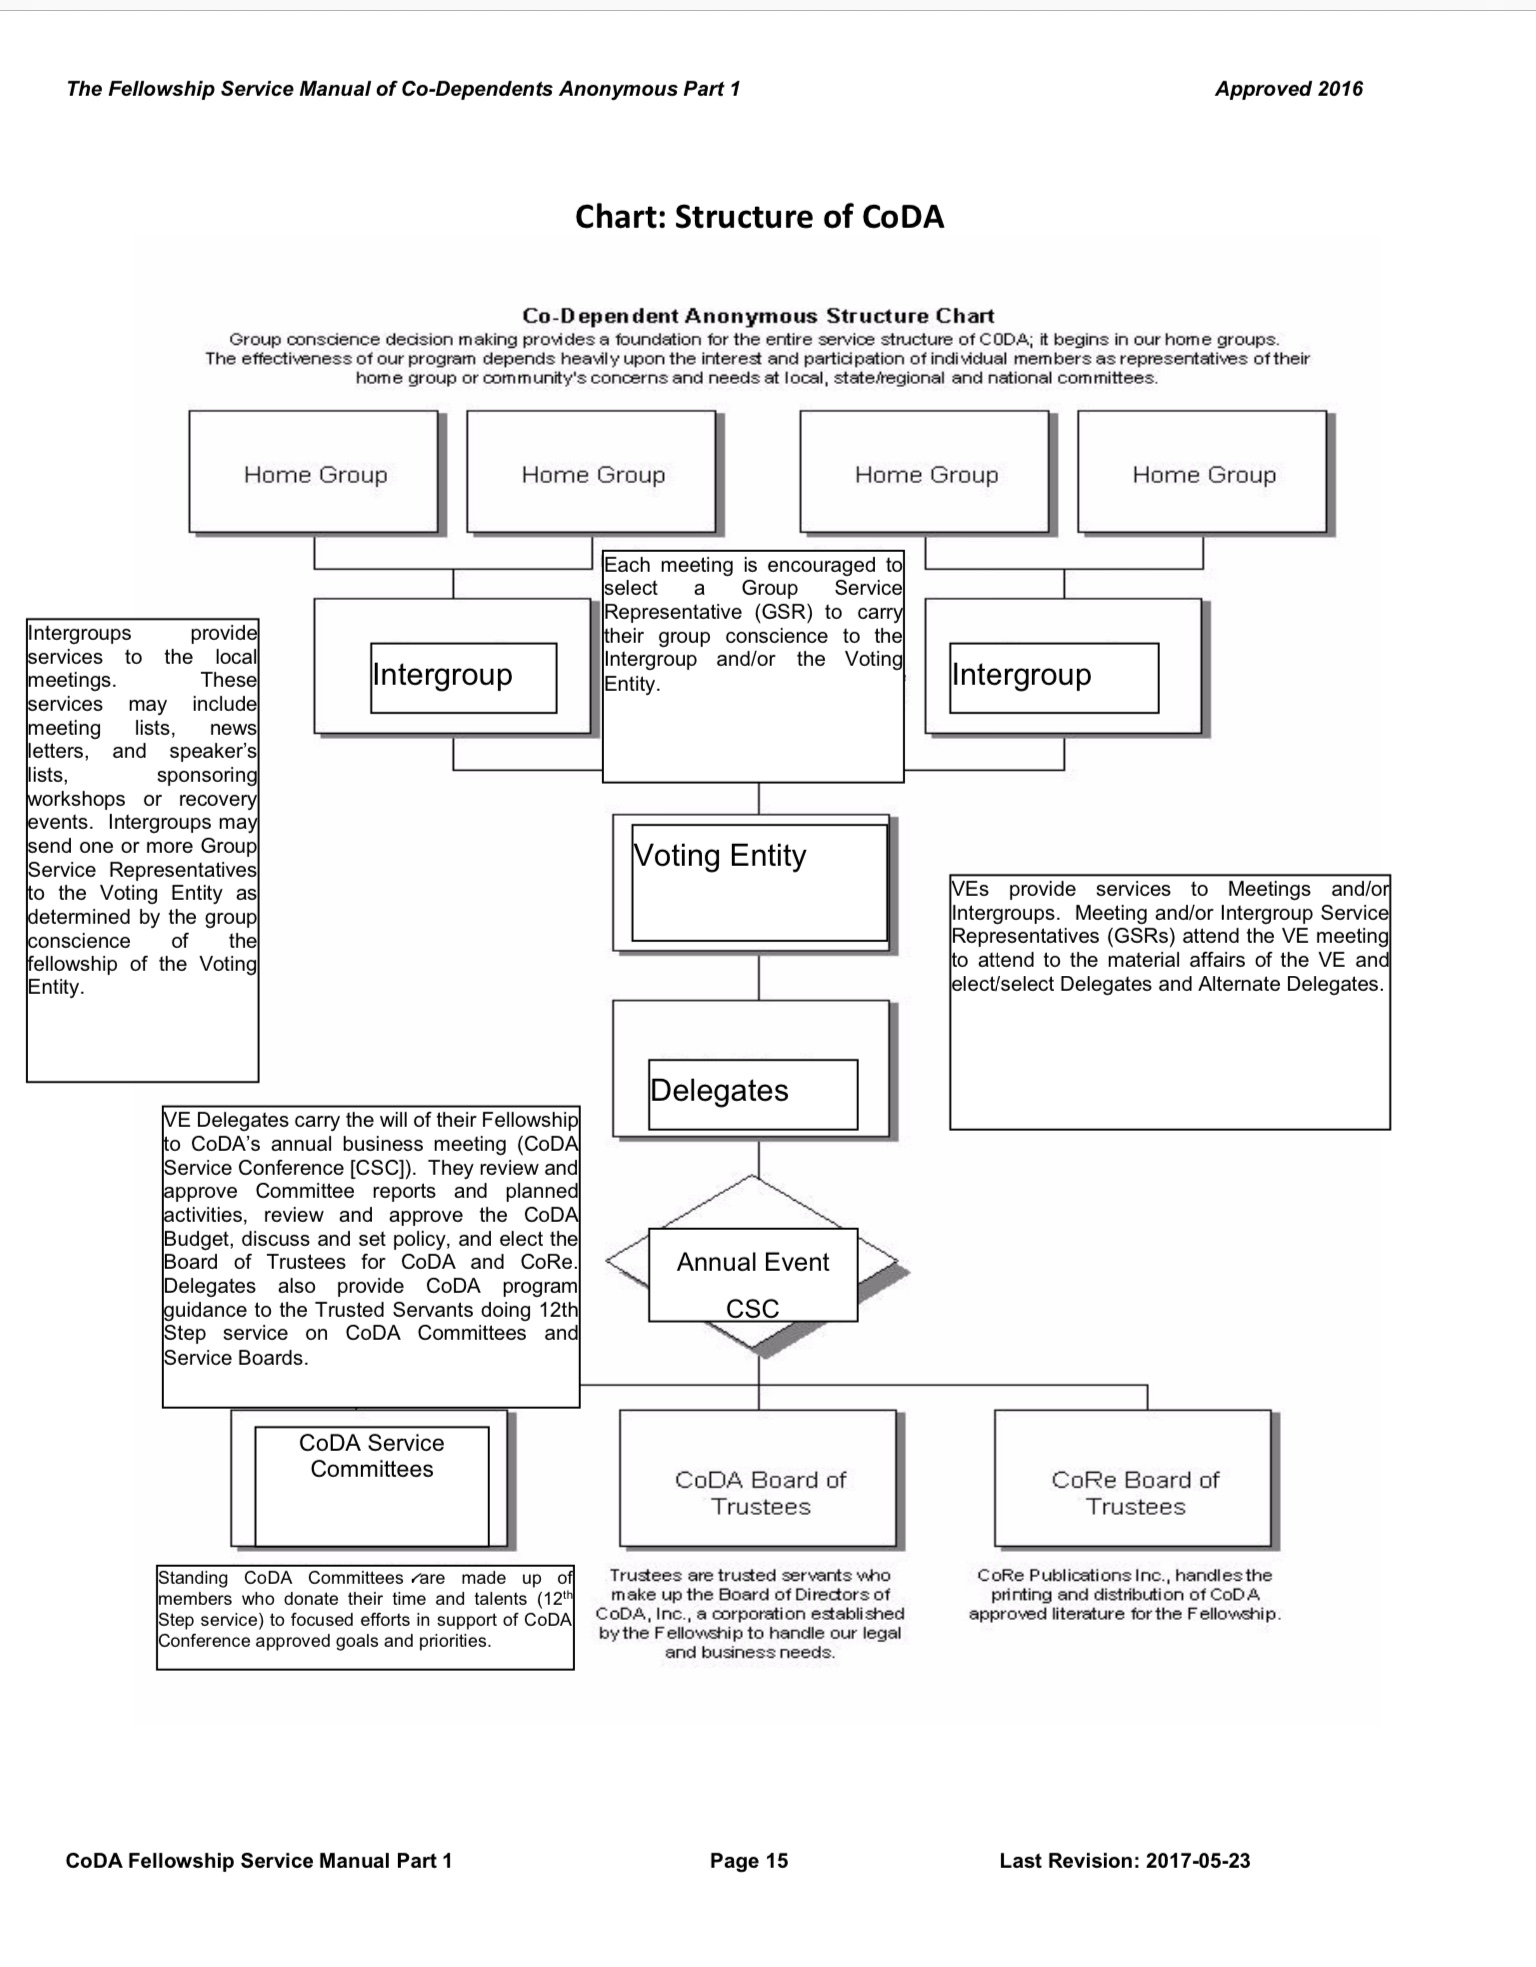 The Fellowship Service Manual of Co-Dependents Anonymous Part 1 Approved 2016
Chart: Structure of CoDA
Co-Dependent Anonymous Structure Chart
Group conscience decision making provides a foundation for the entire service structure of C0DA; it begins in our home groups.
The effectiveness of our program depends heavily upon the interest and participation of individual members as representatives of their
home group or community's concerns and needs at local, state/regional and national committees.
Home Group
Home Group
Home Group
Home Group
Each meeting is encouraged to
select a Group Service
Representative (GSR) to carry
their group conscience to the
Intergroup and/or the Voting
Entity.
Intergroup
Intergroup
Intergroups provide
services to the local
meetings. These
services may include
meeting lists, news
letters, and speaker’s
lists, sponsoring
workshops or recovery
events. Intergroups may
send one or more Group
Service Representatives
to the Voting Entity as
determined by the group
conscience of the
fellowship of the Voting
Entity.
Voting Entity
VEs provide services to Meetings and/or
Intergroups. Meeting and/or Intergroup Service
Representatives (GSRs) attend the VE meeting
to attend to the material affairs of the VE and
elect/select Delegates and Alternate Delegates.
Delegates
VE Delegates carry the will of their Fellowship
to CoDA’s annual business meeting (CoDA
Service Conference [CSC]). They review and
approve Committee reports and planned
activities, review and approve the CoDA
Budget, discuss and set policy, and elect the
Board of Trustees for CoDA and CoRe.
Delegates also provide CoDA program
guidance to the Trusted Servants doing 12th
Step service on CoDA Committees and
Service Boards.
Annual Event
CSC
CoDA Service
Committees
CoDA Board of
Trustees
CoRe Board of
Trustees
Standing CoDA Committees are made up of
members who donate their time and talents (12th
Step service) to focused efforts in support of CoDA
Conference approved goals and priorities.
Trustees are trusted servants who
make up the Board of Directors of
CoDA, Inc., a corporation established
by the Fellowship to handle our legal
and business needs.
CoRe Publications Inc., handles the
printing and distribution of CoDA
approved literature for the Fellowship.
CoDA Fellowship Service Manual Part 1 Page 15 Last Revision: 2017-05-23